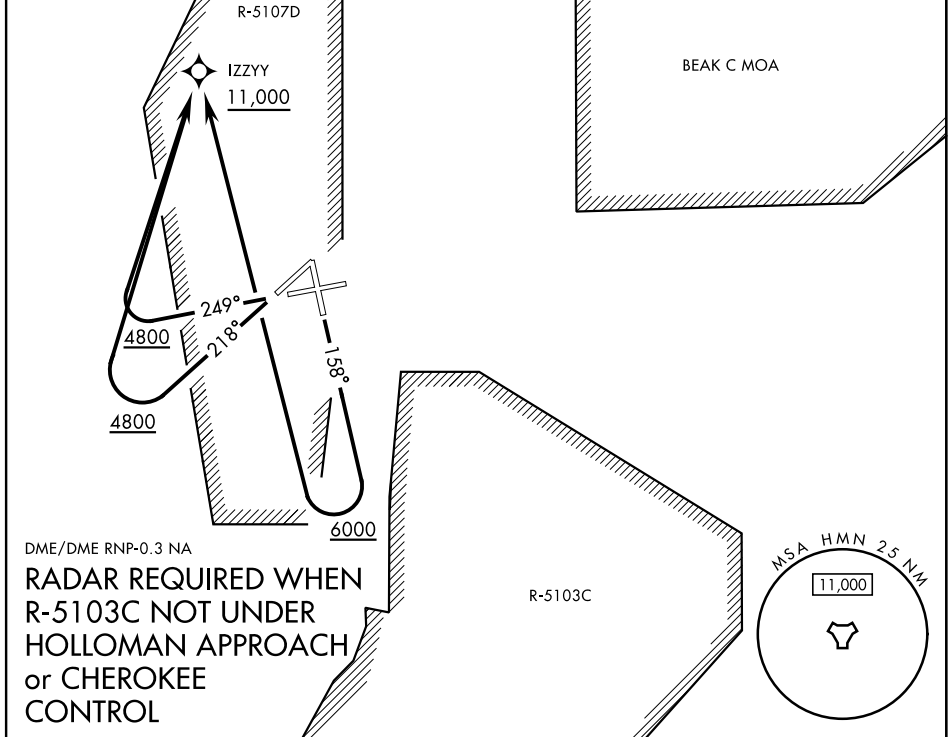 R-5107D
IZZYY
11,000
BEAK C MOA
249°
4800
218°
158°
4800
6000
DME/DME RNP-0.3 NA
RADAR REQUIRED WHEN
R-5103C NOT UNDER
HOLLOMAN APPROACH
or CHEROKEE
CONTROL
R-5103C
MSA HMN 25 NM
11,000